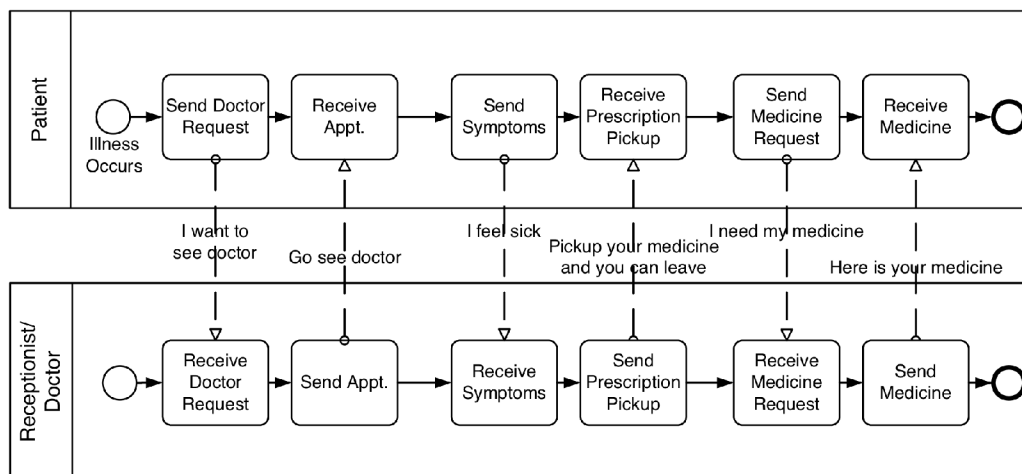 Patient
Send Doctor
Request
Receive
Appt.
Send
Symptoms
Receive
Prescription
Pickup
Send
Medicine
Request
Receive
Medicine
Illness
Occurs
I want to
see doctor
Go see doctor
I feel sick
Pickup your medicine
and you can leave
I need my medicine
Here is your medicine
Receptionist/
Doctor
Receive
Doctor
Request
Send Appt.
Receive
Symptoms
Send
Prescription
Pickup
Receive
Medicine
Request
Send
Medicine